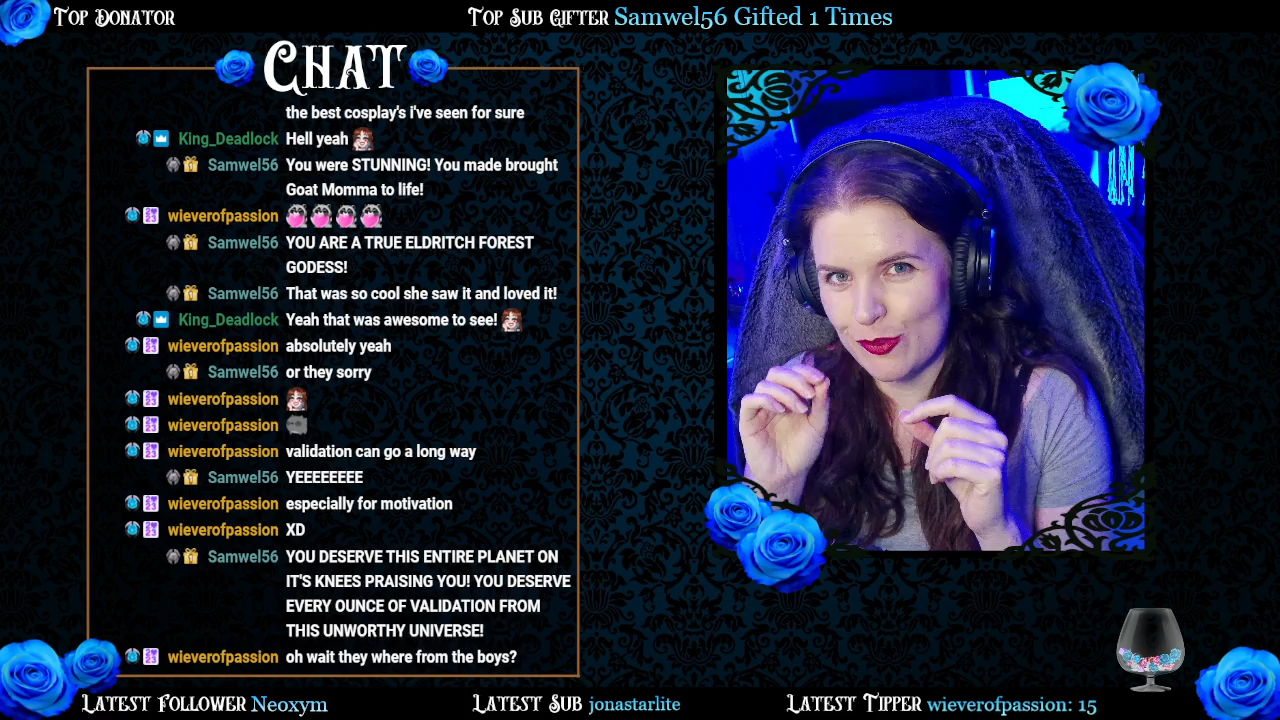 Top Donator
Top Sub Gifter Samwel56 Gifted 1 Times
Chat
the best cosplay's i've seen for sure
King_Deadlock Hell yeah
Samwel56 You were STUNNING! You made brought
Goat Momma to life!
wieverofpassion
Samwel56 YOU ARE A TRUE ELDRITCH FOREST
GODESS!
Samwel56 That was so cool she saw it and loved it!
King_Deadlock Yeah that was awesome to see!
wieverofpassion absolutely yeah
Samwel56 or they sorry
wieverofpassion
wieverofpassion
wieverofpassion validation can go a long way
Samwel56 YEEEEEEEE
wieverofpassion especially for motivation
wieverofpassion XD
Samwel56 YOU DESERVE THIS ENTIRE PLANET ON
IT'S KNEES PRAISING YOU! YOU DESERVE
EVERY OUNCE OF VALIDATION FROM
THIS UNWORTHY UNIVERSE!
wieverofpassion oh wait they where from the boys?
Latest Follower Neoxym
Latest Sub jonastarlite
Latest Tipper wieverofpassion: 15